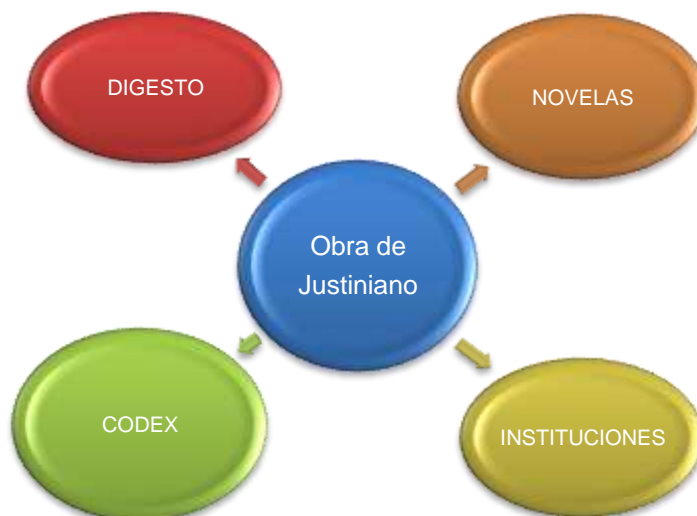 DIGESTO
NOVELAS
Obra de
Justiniano
CODEX
INSTITUCIONES